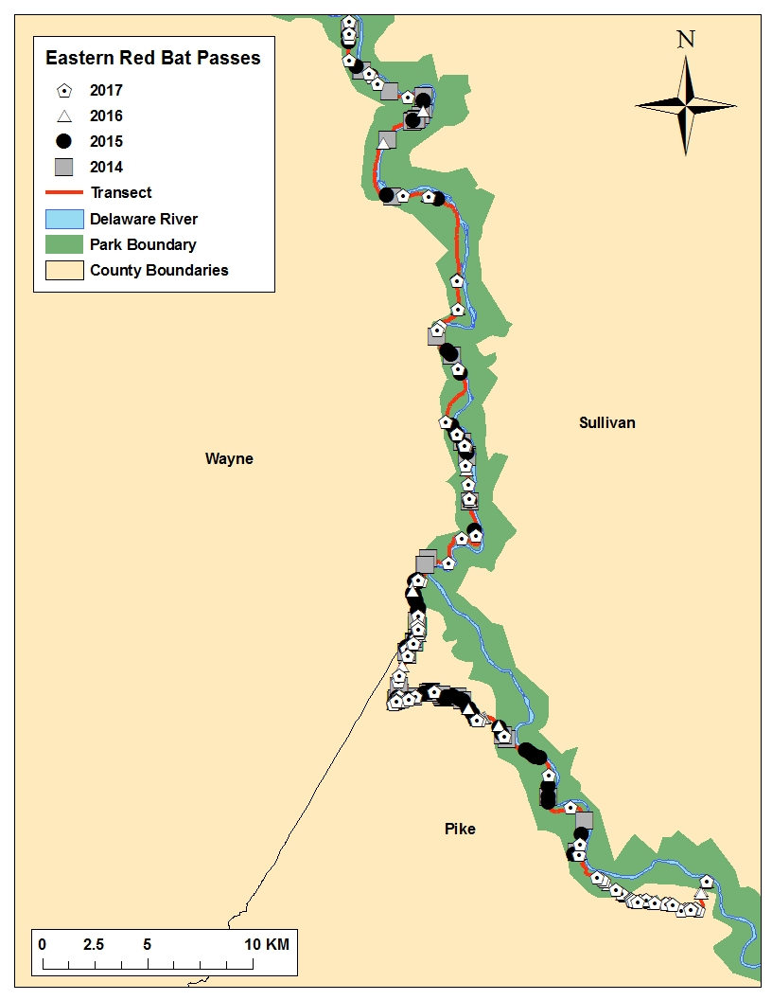 Eastern Red Bat Passes
2017
2016
2015
2014
Transect
Delaware River
Park Boundary
County Boundaries
N
Sullivan
Wayne
Pike
0 2.5 5 10 KM